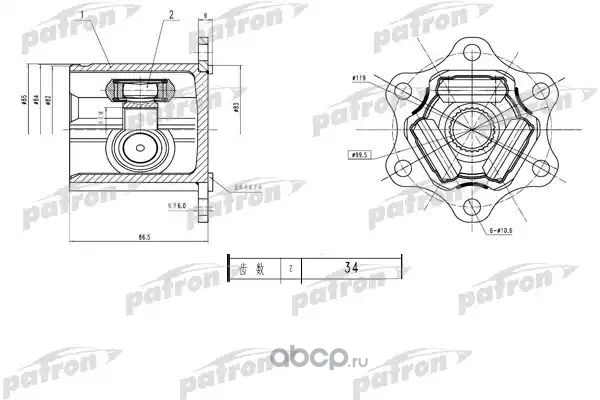 1
2
9
patron
patron
patron
ø85
ø84
ø82
ø83
ø119
ø99.5
patron
patron
patron
6.0
86.5
6-ø10.6
patron
patron
patron
齿 数
z
34
patron
patron
patron
abcp.ru